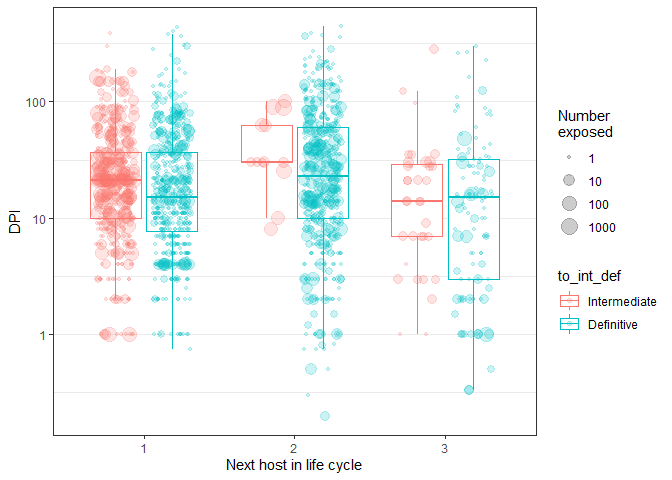 DPI
100
10
1
1
2
3
Next host in life cycle
Number
exposed
1
10
100
1000
to_int_def
Intermediate
Definitive